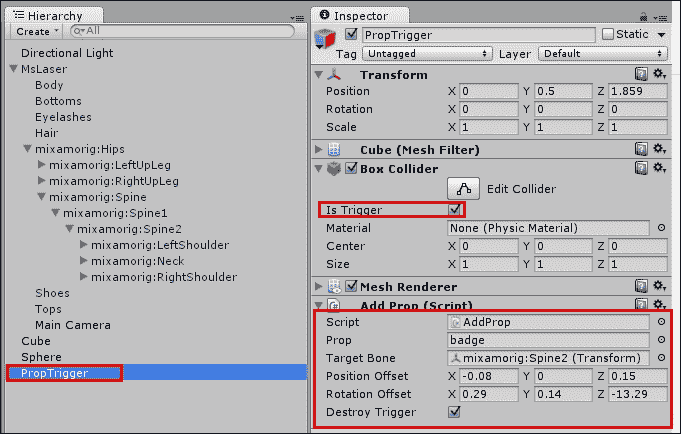 Hierarchy
Create
All
Directional Light
MsLaser
Body
Bottoms
Eyelashes
Hair
mixamorig:Hips
mixamorig:LeftUpLeg
mixamorig:RightUpLeg
mixamorig:Spine
mixamorig:Spine1
mixamorig:Spine2
mixamorig:LeftShoulder
mixamorig:Neck
mixamorig:RightShoulder
Shoes
Tops
Main Camera
Cube
Sphere
PropTrigger
Inspector
PropTrigger Static
Tag Untagged Layer Default
Transform
Position X 0 Y 0.5 Z 1.859
Rotation X 0 Y 0 Z 0
Scale X 1 Y 1 Z 1
Cube (Mesh Filter)
Box Collider
Edit Collider
Is Trigger
Material None (Physic Material)
Center X 0 Y 0 Z 0
Size X 1 Y 1 Z 1
Mesh Renderer
Add Prop (Script)
Script AddProp
Prop badge
Target Bone mixamorig:Spine2 (Transform)
Position Offset X -0.08 Y 0 Z 0.15
Rotation Offset X 0.29 Y 0.14 Z -13.29
Destroy Trigger